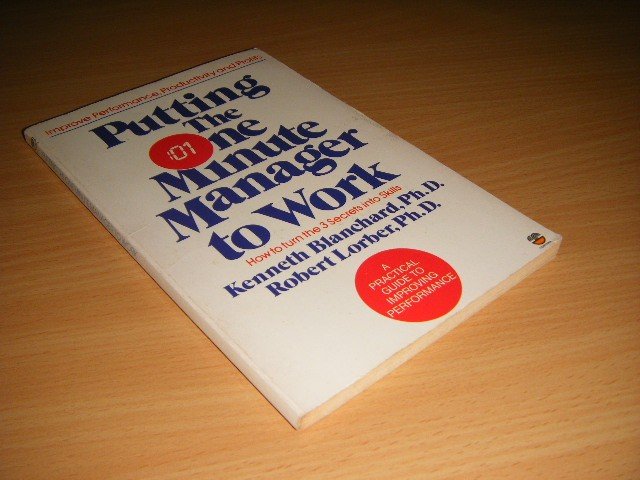 Improve Performance, Productivity and Profits
Putting
The
One
:01
Minute
Manager
to Work
How to turn the 3 Secrets into Skills
Kenneth Blanchard, Ph.D.
Robert Lorber, Ph.D.
A
PRACTICAL
GUIDE TO
IMPROVING
PERFORMANCE